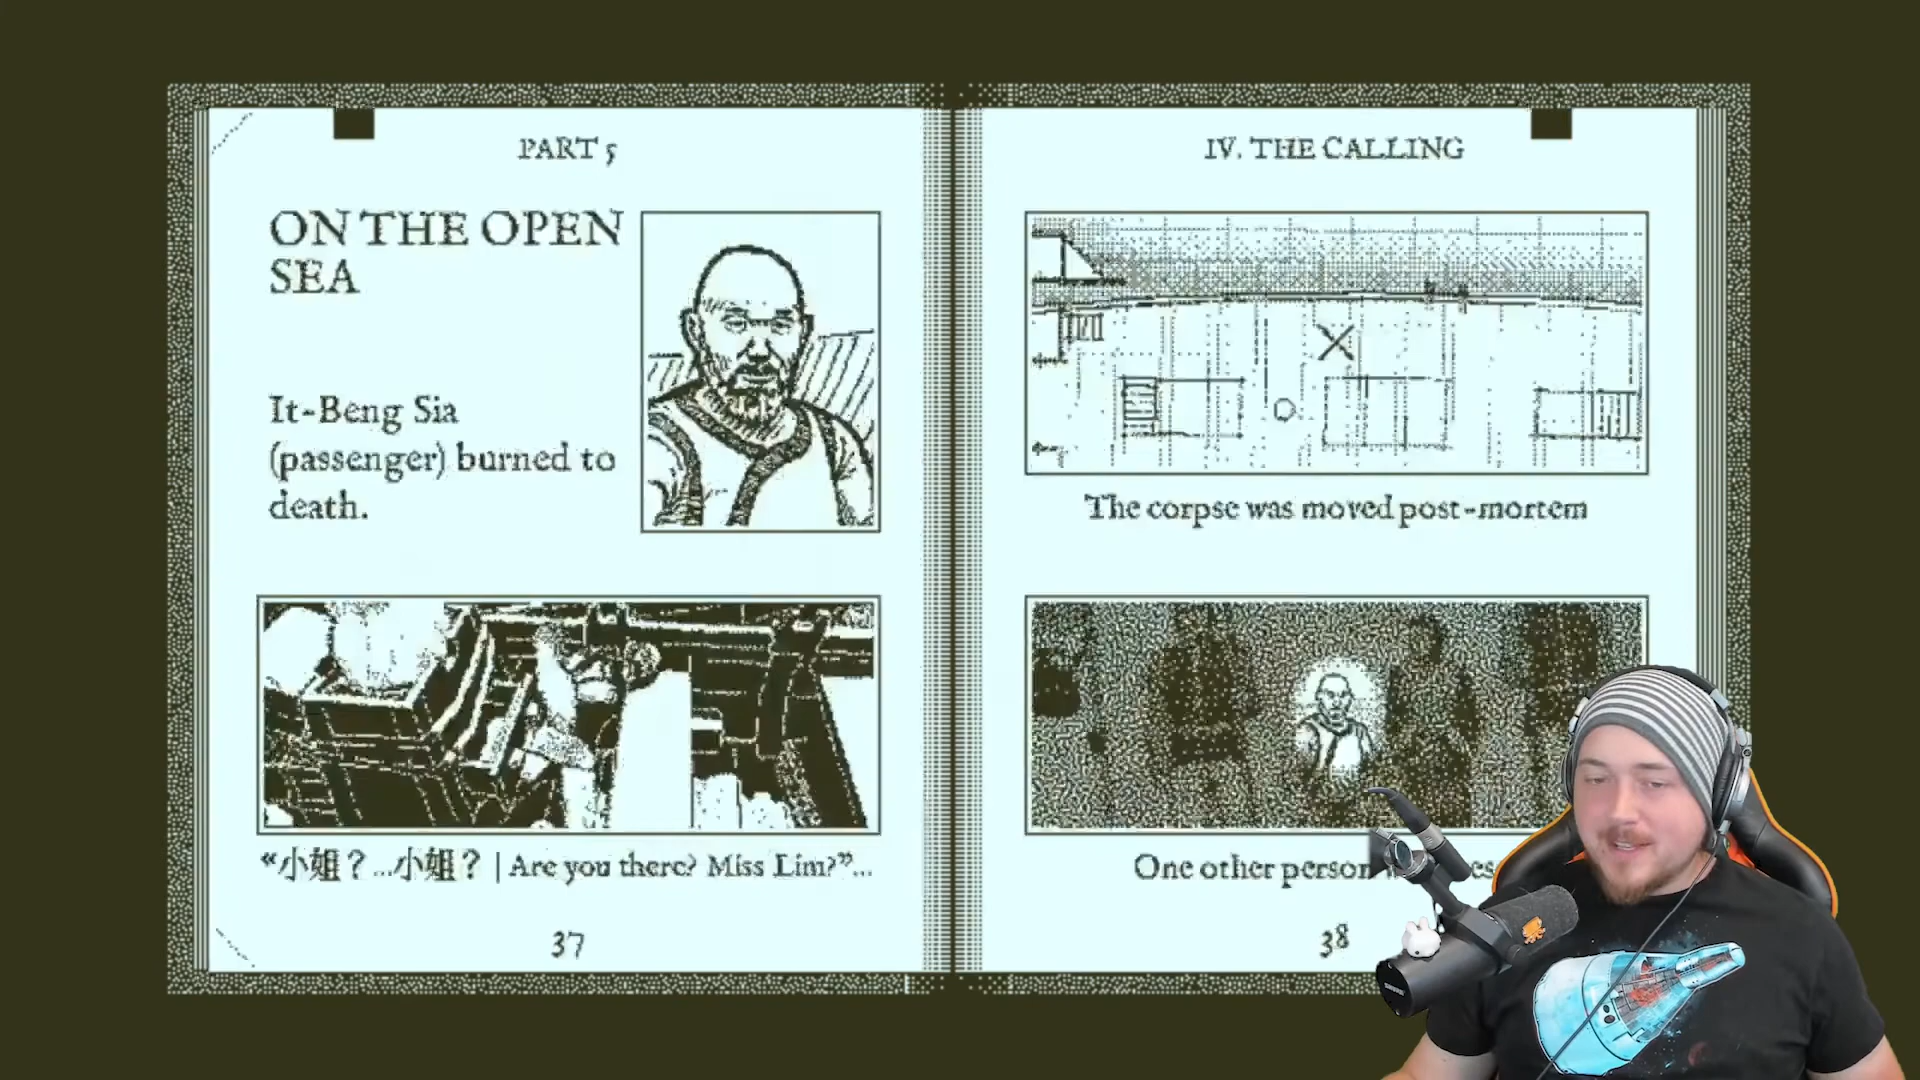 PART 5
ON THE OPEN
SEA
It-Beng Sia
(passenger) burned to
death.
"小姐？...小姐？ | Are you there? Miss Lim?"...
37
IV. THE CALLING
The corpse was moved post-mortem
One other person
38